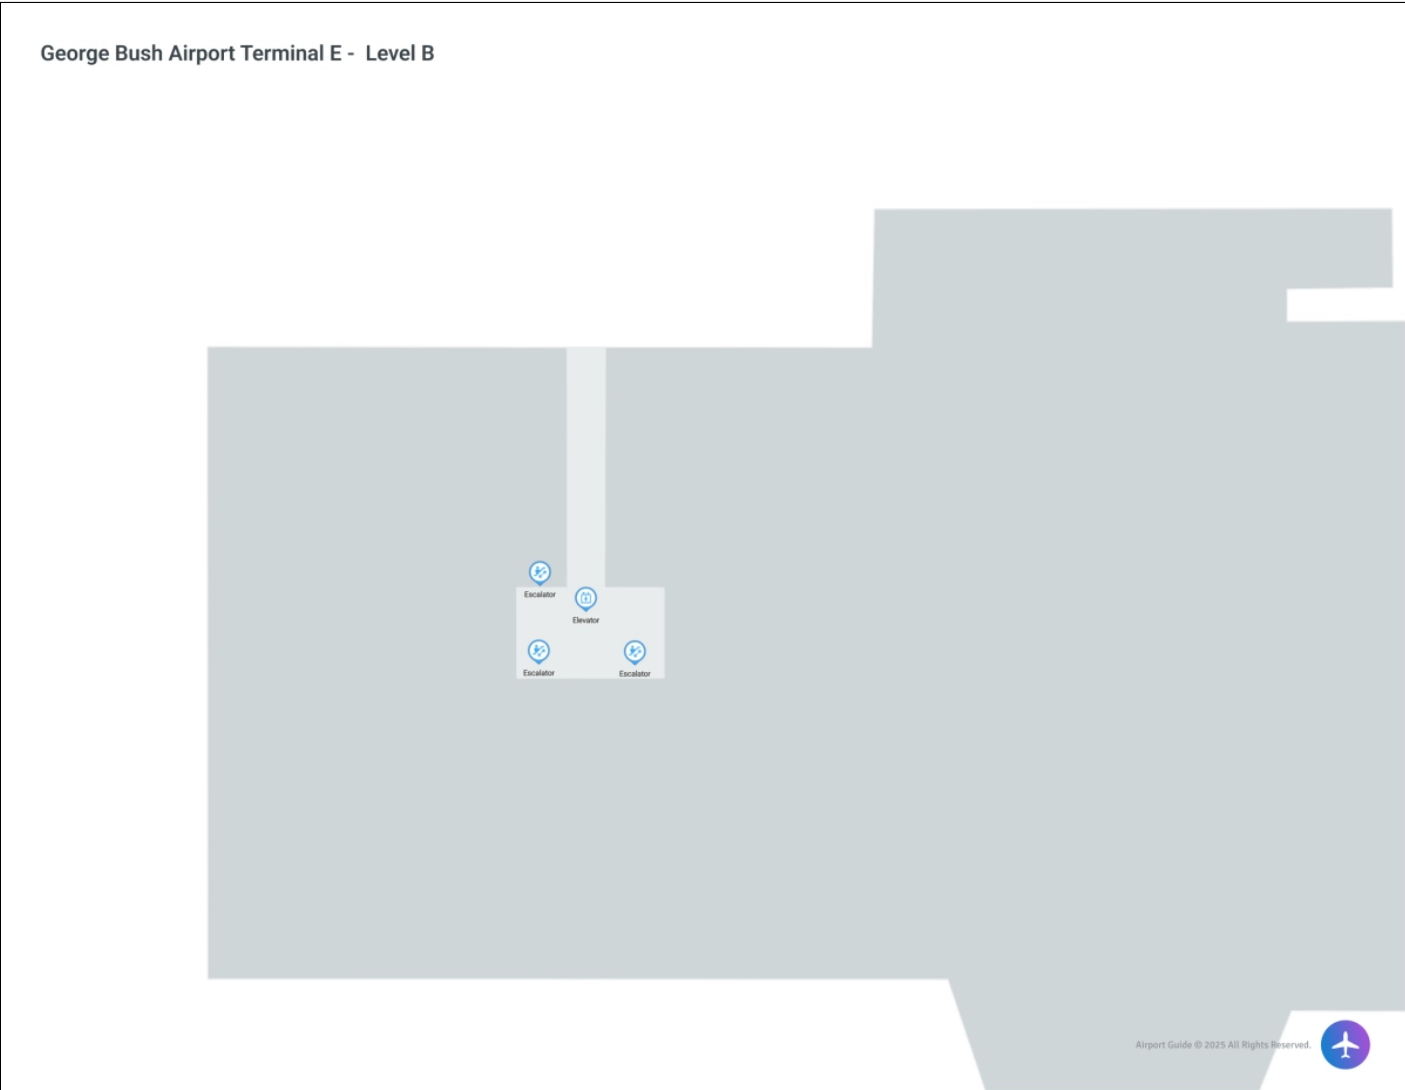 George Bush Airport Terminal E -  Level B
Escalator
Elevator
Escalator
Escalator
Airport Guide © 2025 All Rights Reserved.